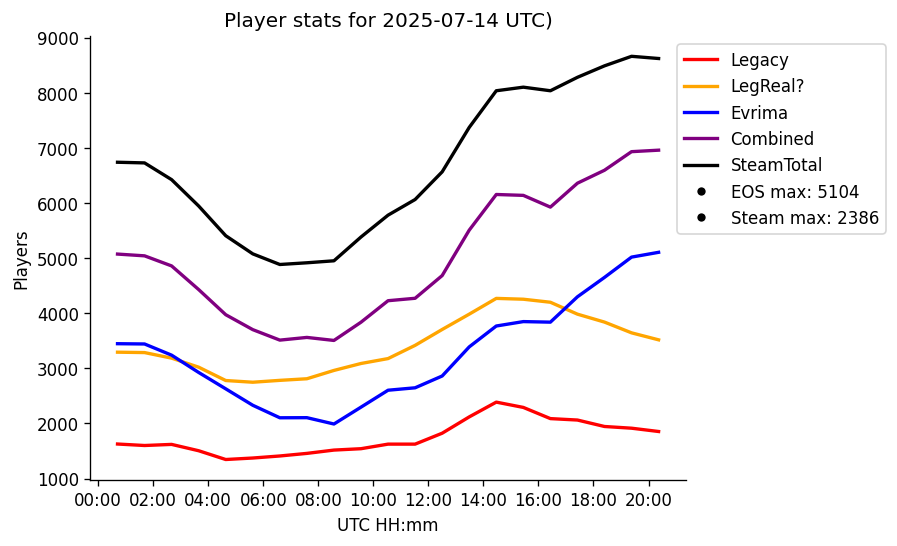 Player stats for 2025-07-14 UTC)
9000
8000
7000
6000
5000
4000
3000
2000
1000
Players
00:00 02:00 04:00 06:00 08:00 10:00 12:00 14:00 16:00 18:00 20:00
UTC HH:mm
Legacy
LegReal?
Evrima
Combined
SteamTotal
EOS max: 5104
Steam max: 2386